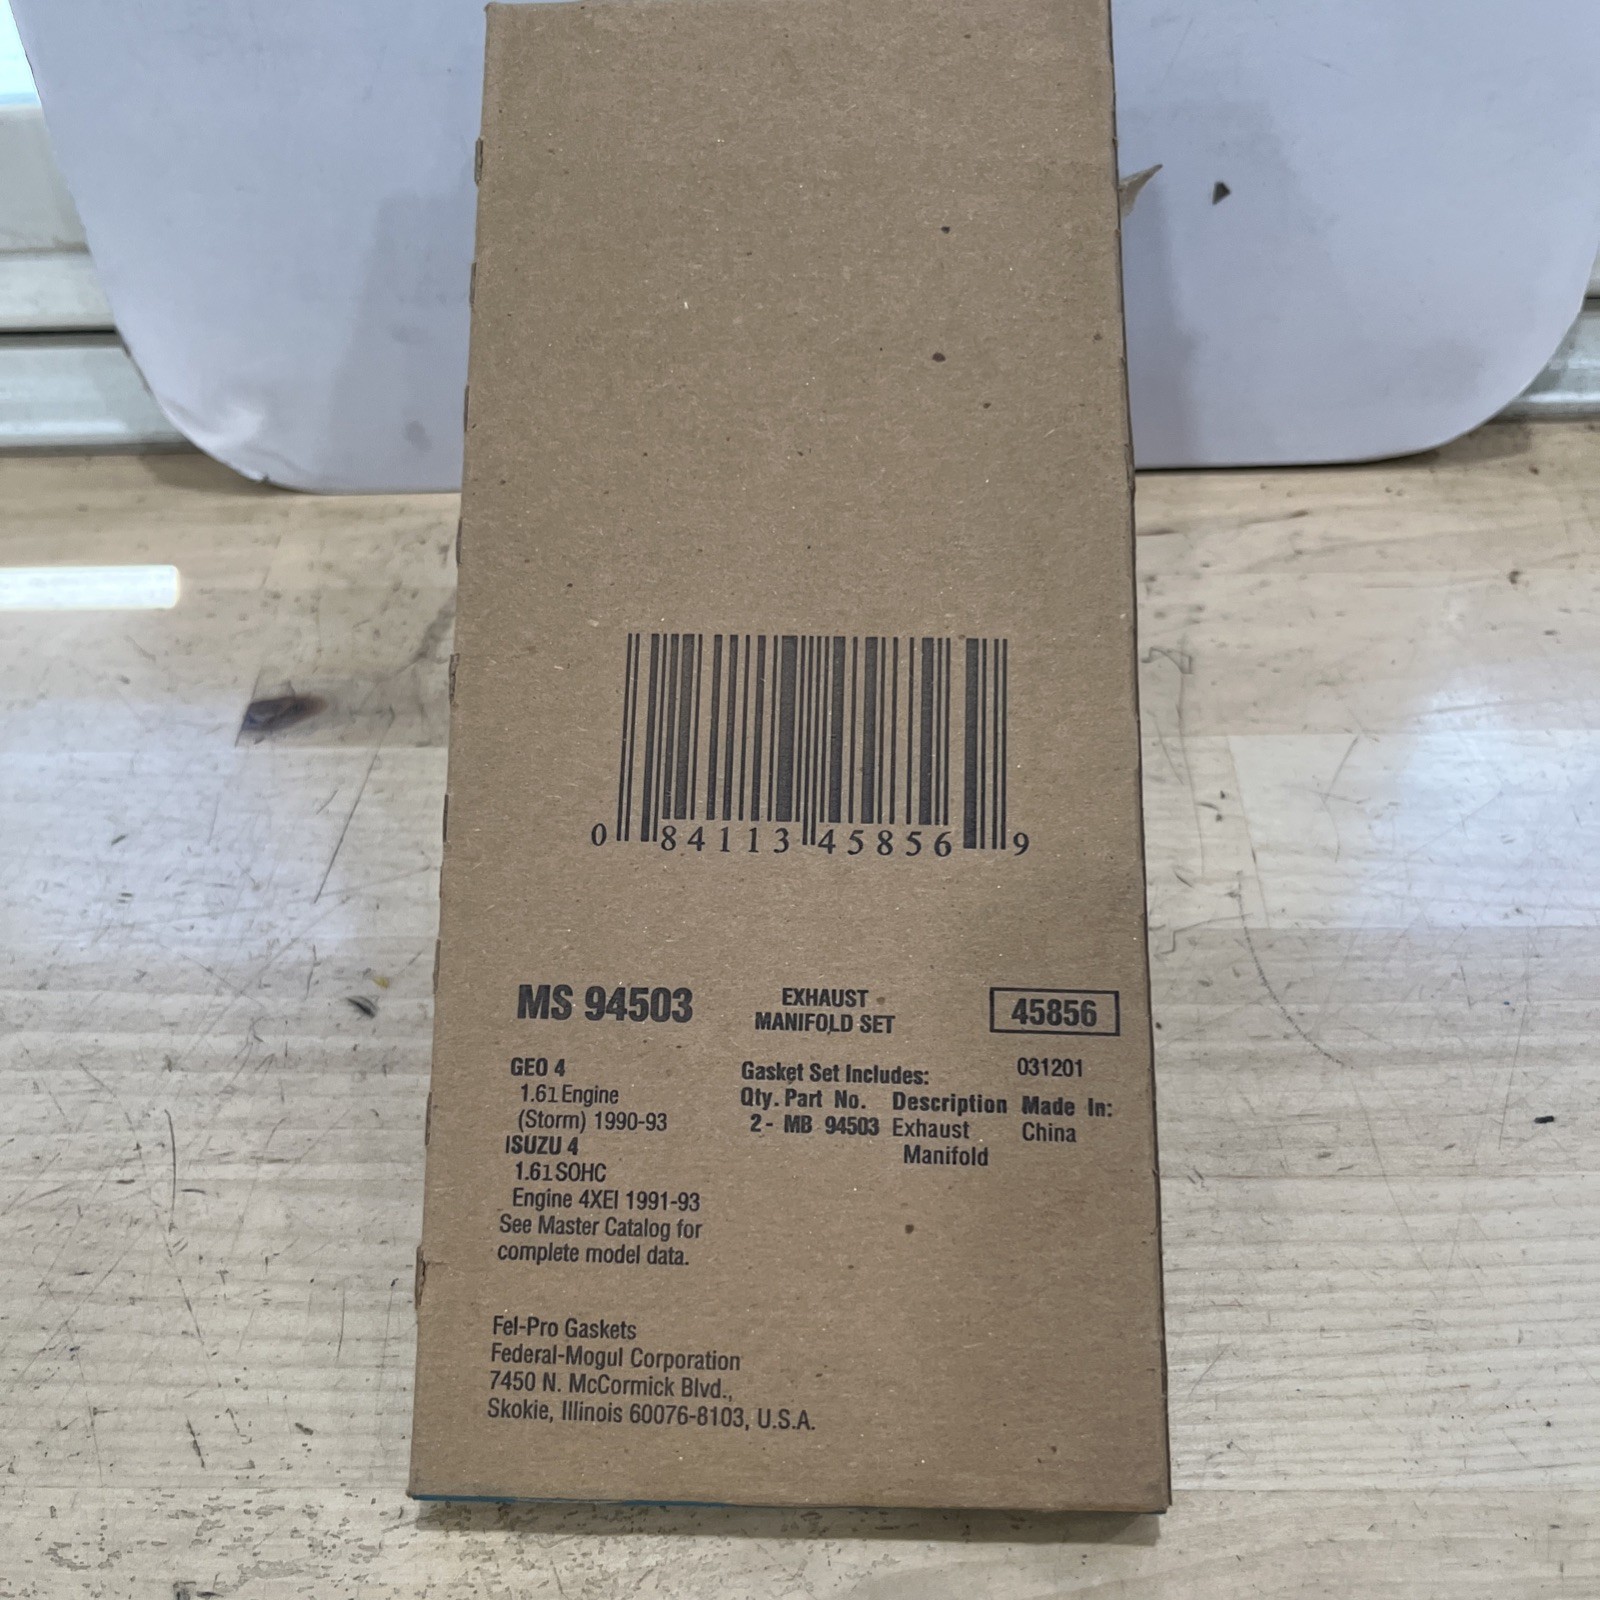 0 84113 45856 9
MS 94503
EXHAUST
MANIFOLD SET
45856
GEO 4
1.6l Engine
(Storm) 1990-93
ISUZU 4
1.6l SOHC
Engine 4XEI 1991-93
See Master Catalog for
complete model data.
031201
Gasket Set Includes:
Qty. Part No. Description Made In:
2 - MB 94503 Exhaust China
Manifold
Fel-Pro Gaskets
Federal-Mogul Corporation
7450 N. McCormick Blvd.,
Skokie, Illinois 60076-8103, U.S.A.